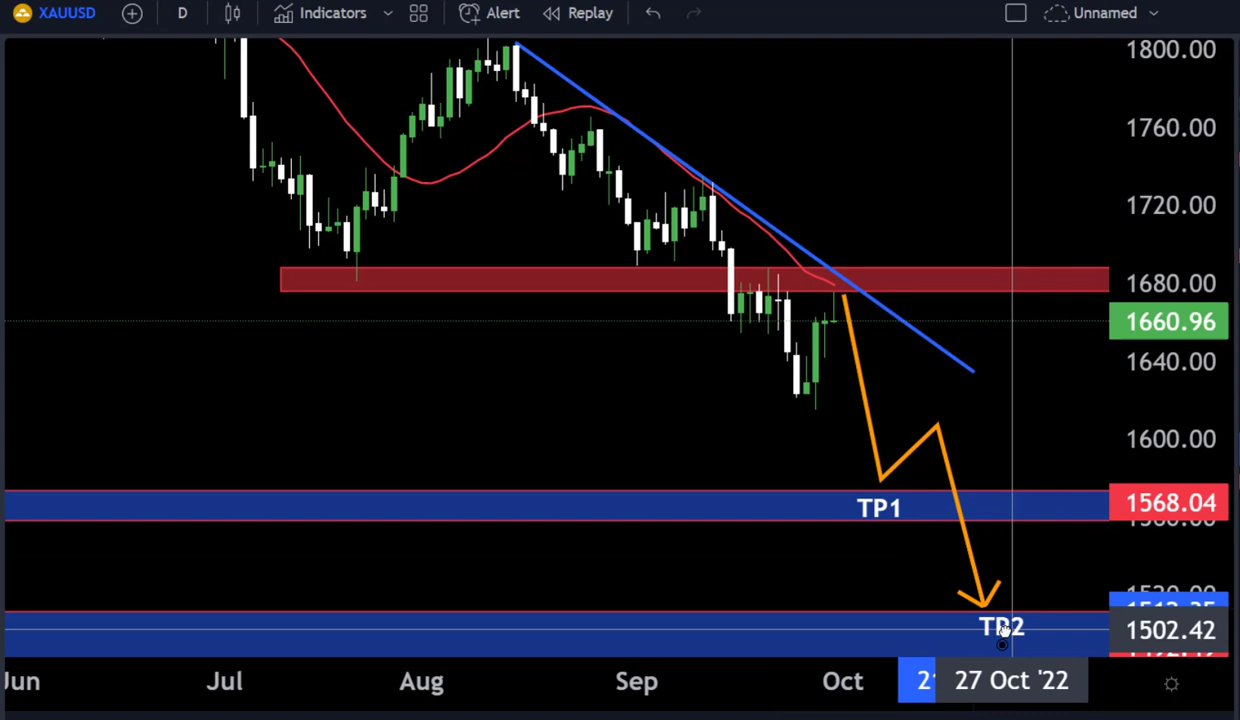 XAUUSD D Indicators Alert Replay Unnamed
1800.00
1760.00
1720.00
1680.00
1660.96
1640.00
1600.00
TP1 1568.04
TP2 1502.42
Jul Aug Sep Oct 27 Oct '22